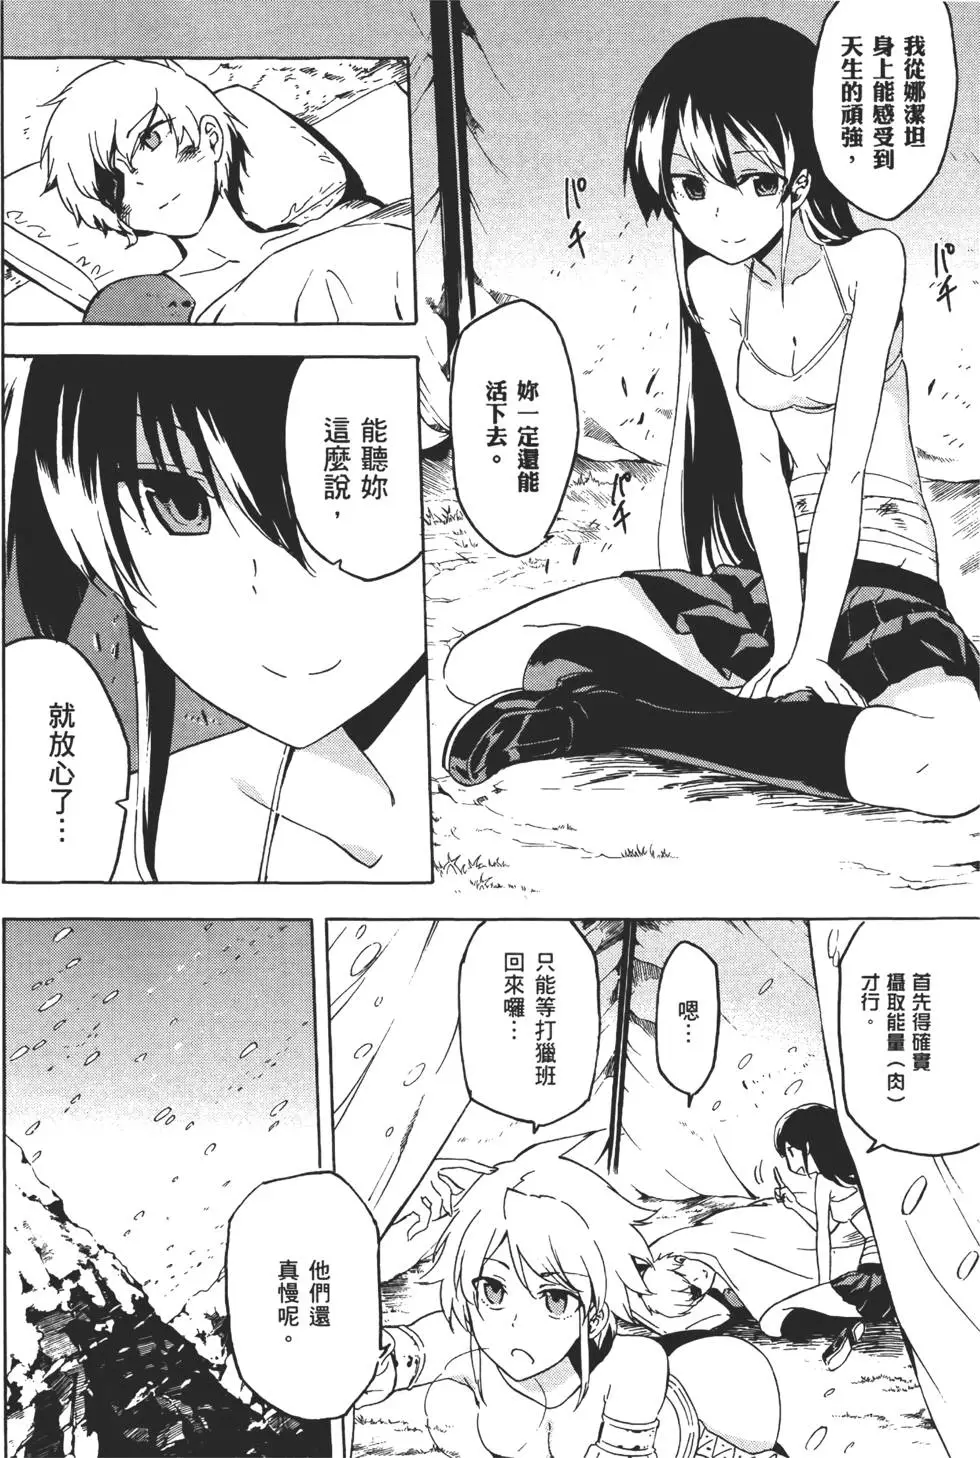 我從娜潔坦
身上能感受到
天生的頑強，
パチ
パチ
パチ
妳一定還能
活下去。
能聽妳
這麼說，
就放心了…
首先得確實
攝取能量（肉）
才行。
嗯…
只能等打獵班
回來囉…
他們還
真慢呢。